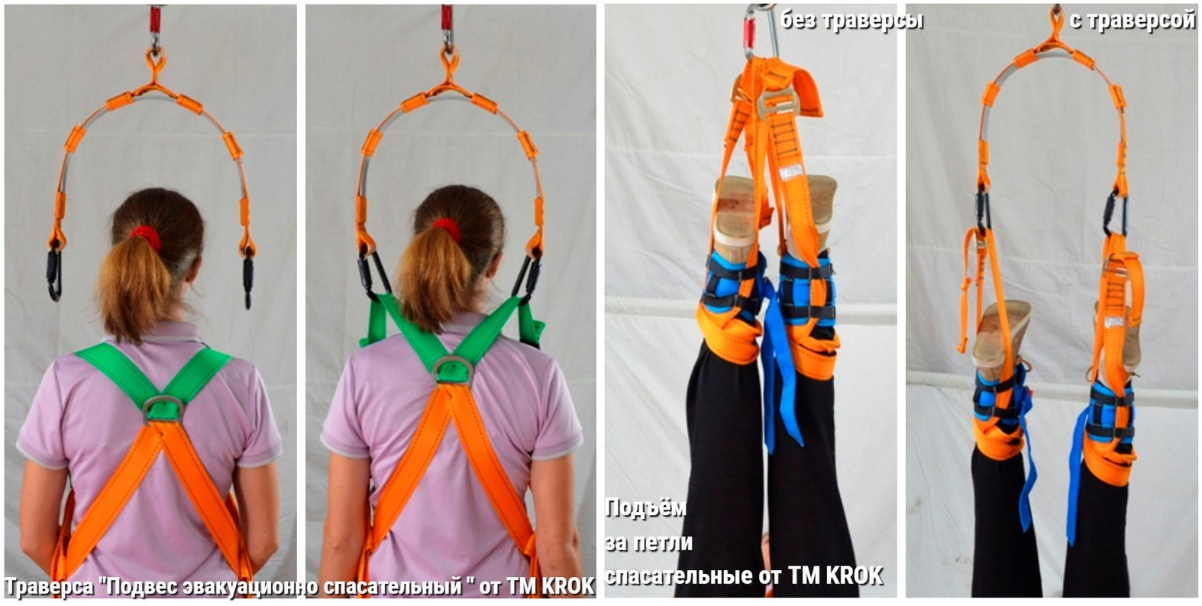 без траверсы
с траверсой
Подъём
за петли
спасательные от ТМ KROK
Траверса "Подвес эвакуационно спасательный " от ТМ KROK